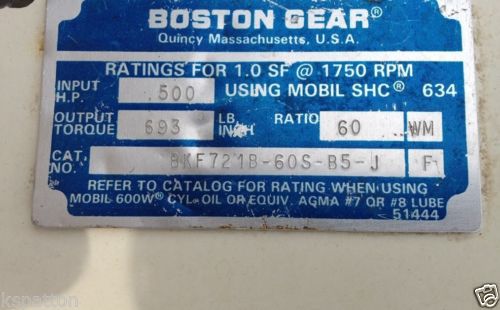 BOSTON GEAR®
Quincy Massachusetts, U.S.A.
RATINGS FOR 1.0 SF @ 1750 RPM
INPUT H.P. .500 USING MOBIL SHC® 634
OUTPUT TORQUE 693 LB. INCH RATIO 60 WM
CAT. NO. BKF721B-60S-B5-J F
REFER TO CATALOG FOR RATING WHEN USING
MOBIL 600W® CYL. OIL OR EQUIV. AGMA #7 OR #8 LUBE
51444
© kspatton